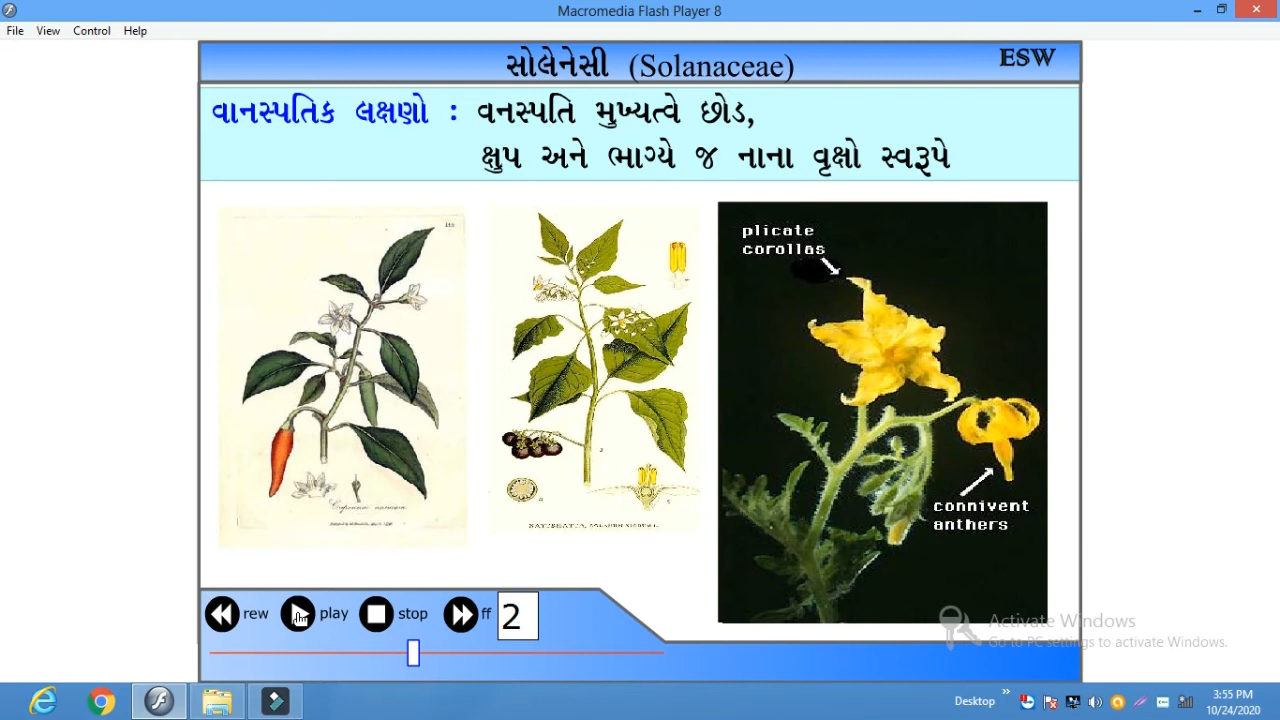 Macromedia Flash Player 8
File View Control Help
સોલેનેસી (Solanaceae)
ESW
વાનસ્પતિક લક્ષણો : વનસ્પતિ મુખ્યત્વે છોડ,
ક્ષુપ અને ભાગ્યે જ નાના વૃક્ષો સ્વરૂપે
plicate
corollas
connivent
anthers
rew play stop ff 2
Activate Windows
Go to PC settings to activate Windows.
Desktop
3:55 PM
10/24/2020